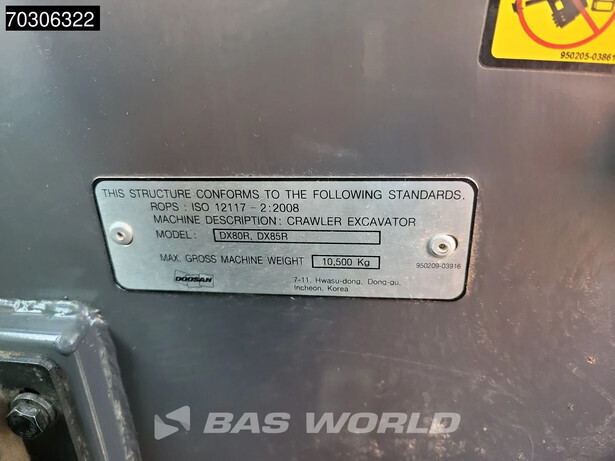 70306322
950205-03861
THIS STRUCTURE CONFORMS TO THE FOLLOWING STANDARDS.
ROPS : ISO 12117 - 2:2008
MACHINE DESCRIPTION: CRAWLER EXCAVATOR
MODEL: DX80R, DX85R
MAX. GROSS MACHINE WEIGHT 10,500 Kg
950209-03916
DOOSAN
7-11, Hwasu-dong, Dong-gu,
Incheon, Korea
BAS WORLD